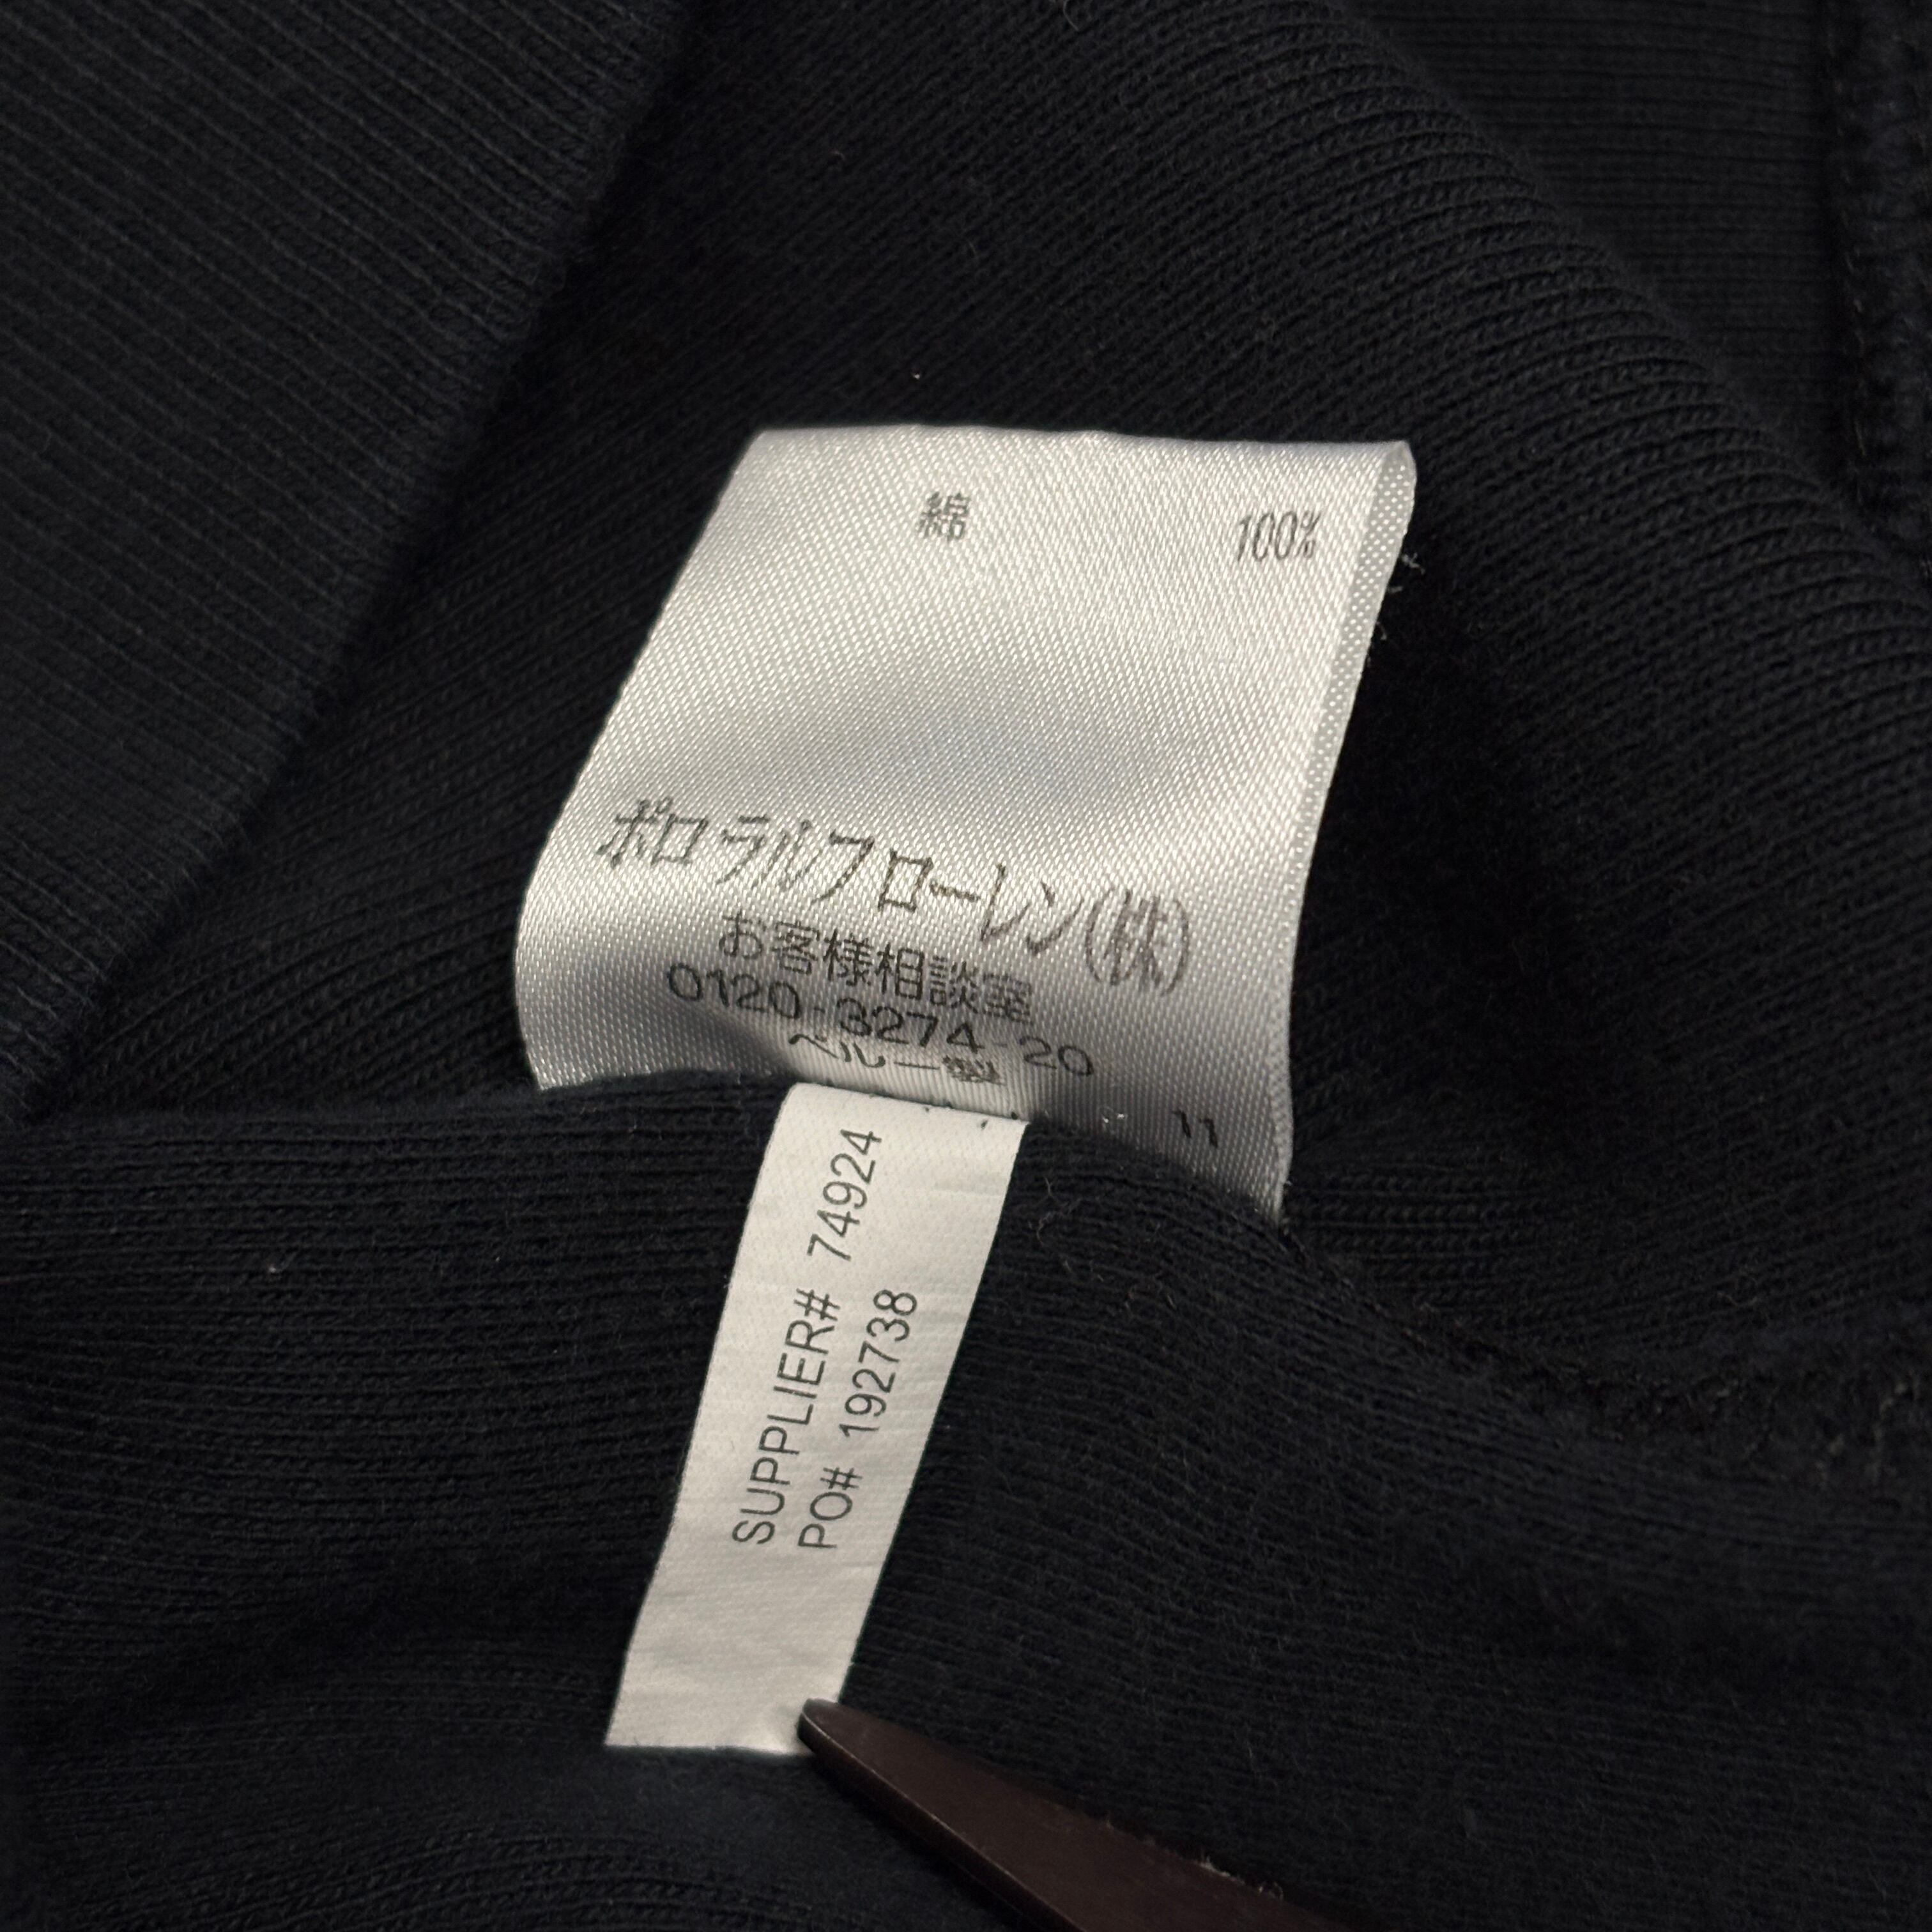 綿 100%
ポロ ラルフ ローレン(株)
お客様相談室
0120-3274-20
ペルー製
11
SUPPLIER# 74924
PO# 192738